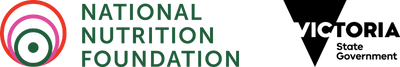 NATIONAL
NUTRITION
FOUNDATION
VICTORIA
State
Government